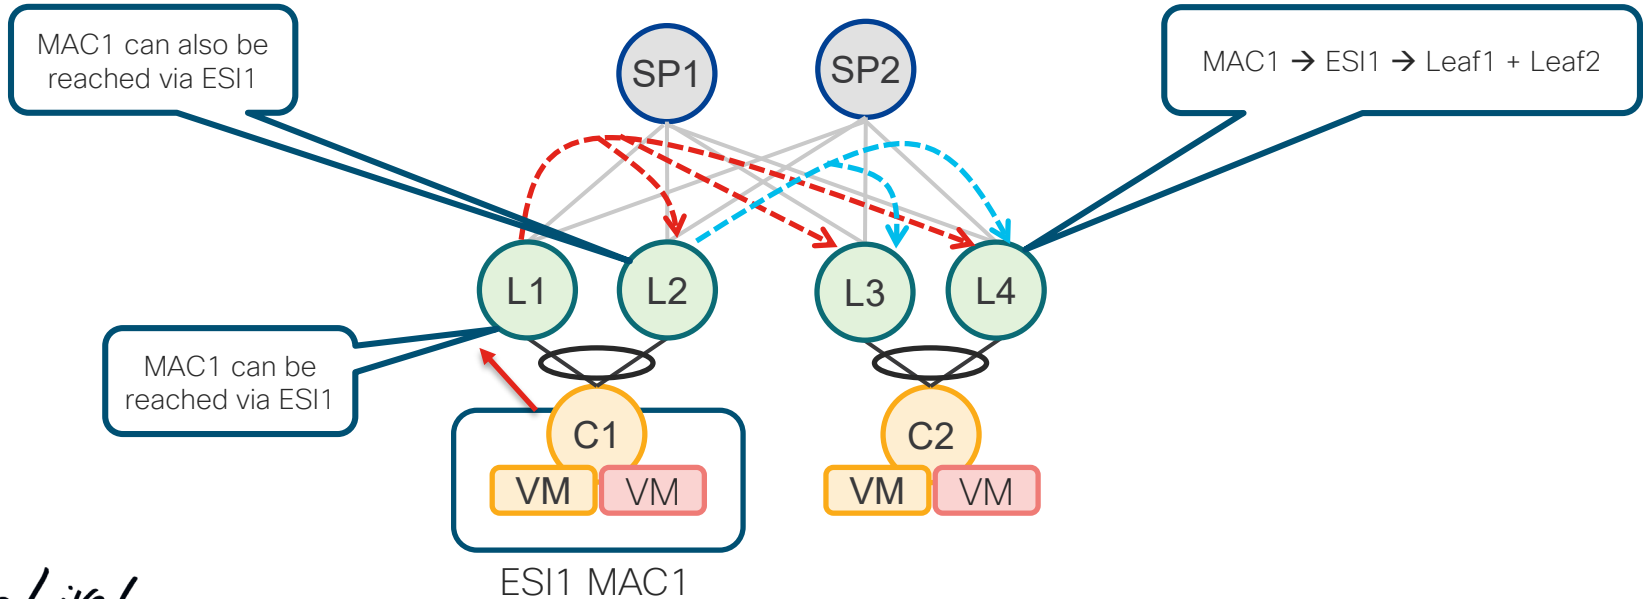 MAC1 can also be
reached via ESI1
SP1
SP2
MAC1 → ESI1 → Leaf1 + Leaf2
L1
L2
L3
L4
MAC1 can be
reached via ESI1
C1
C2
VM
VM
VM
VM
ESI1 MAC1